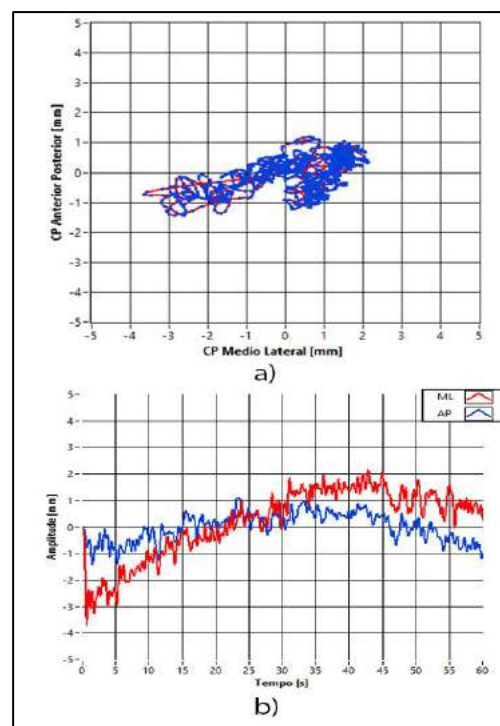 5
4
3
2
1
0
-1
-2
-3
-4
-5
CP Anterior Posterior [mm]
-5 -4 -3 -2 -1 0 1 2 3 4 5
CP Medio Lateral [mm]
a)
ML
AP
5
4
3
2
1
0
-1
-2
-3
-4
-5
Amplitude [mm]
0 5 10 15 20 25 30 35 40 45 50 55 60
Tempo [s]
b)